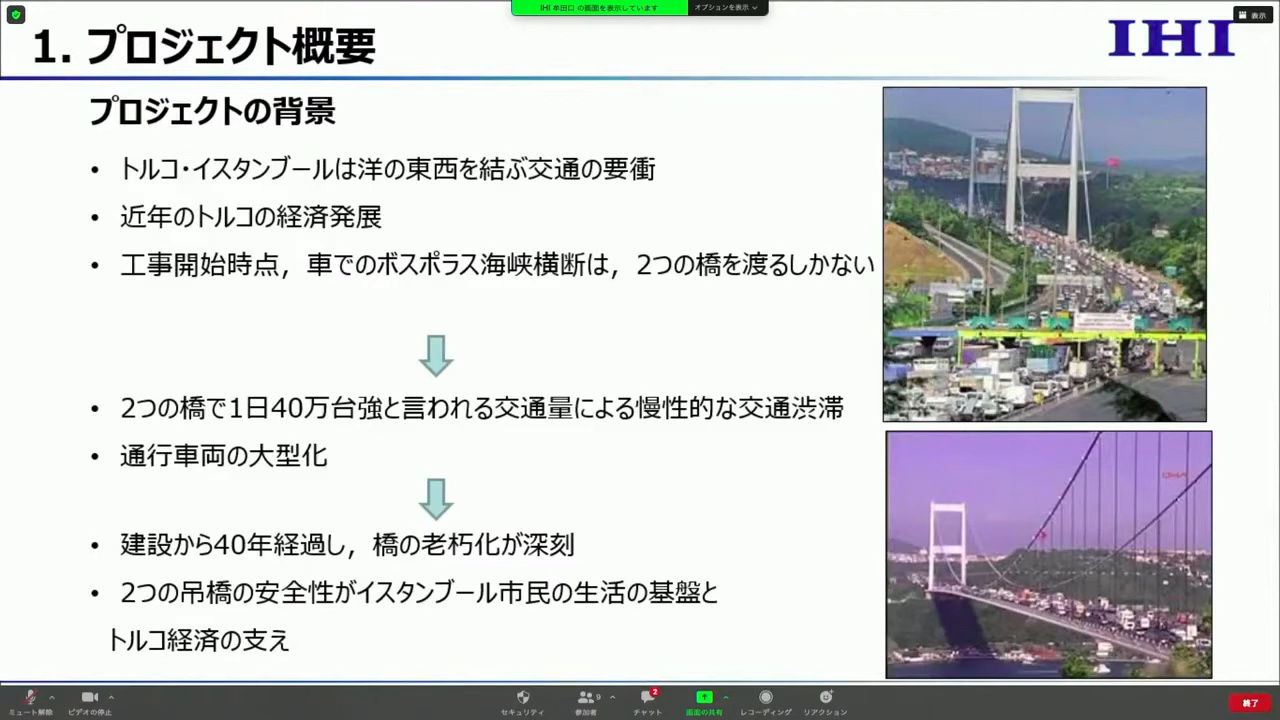 IHI 牟田口 の画面を表示しています
オプションを表示
表示
1. プロジェクト概要
IHI
プロジェクトの背景
• トルコ・イスタンブールは洋の東西を結ぶ交通の要衝
• 近年のトルコの経済発展
• 工事開始時点，車でのボスポラス海峡横断は，2つの橋を渡るしかない
• 2つの橋で1日40万台強と言われる交通量による慢性的な交通渋滞
• 通行車両の大型化
• 建設から40年経過し，橋の老朽化が深刻
• 2つの吊橋の安全性がイスタンブール市民の生活の基盤と
トルコ経済の支え
ミュート解除
ビデオの停止
セキュリティ
参加者
9
チャット
2
画面の共有
レコーディング
リアクション
終了